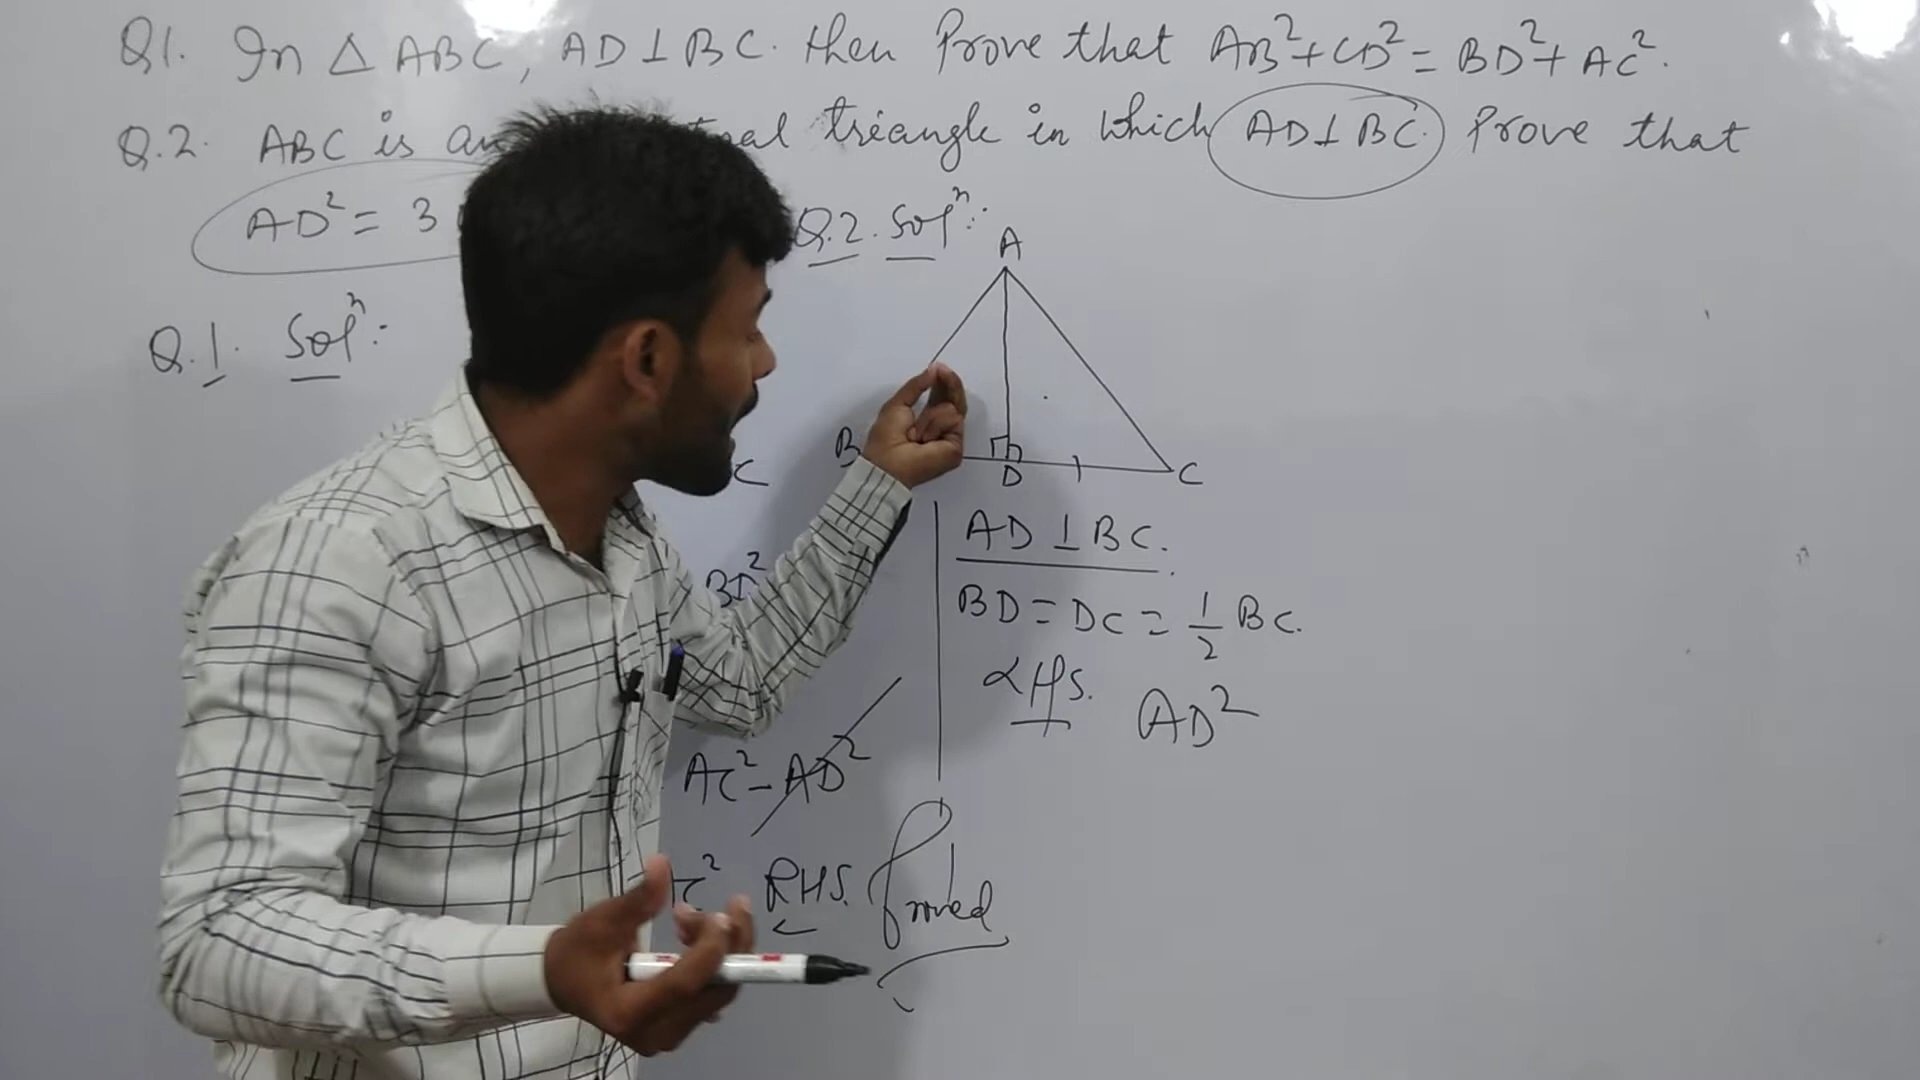 Q1. In △ ABC, AD ⊥ BC. then Prove that AB²+CD² = BD²+AC².
Q.2. ABC is an triangle in which AD⊥BC. Prove that
AD² = 3
Q.1. Solⁿ:
C
BD²
AC² - AD²
C² RHS. Proved
Q.2. Solⁿ:
A
B
D
C
AD ⊥ BC.
BD = DC = 1/2 BC.
LHS. AD²